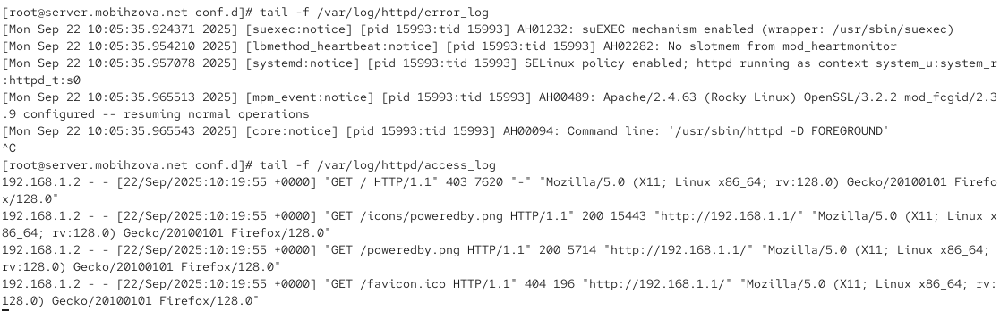 [root@server.mobihzova.net conf.d]# tail -f /var/log/httpd/error_log
[Mon Sep 22 10:05:35.924371 2025] [suexec:notice] [pid 15993:tid 15993] AH01232: suEXEC mechanism enabled (wrapper: /usr/sbin/suexec)
[Mon Sep 22 10:05:35.954210 2025] [lbmethod_heartbeat:notice] [pid 15993:tid 15993] AH02282: No slotmem from mod_heartmonitor
[Mon Sep 22 10:05:35.957078 2025] [systemd:notice] [pid 15993:tid 15993] SELinux policy enabled; httpd running as context system_u:system_r
:httpd_t:s0
[Mon Sep 22 10:05:35.965513 2025] [mpm_event:notice] [pid 15993:tid 15993] AH00489: Apache/2.4.63 (Rocky Linux) OpenSSL/3.2.2 mod_fcgid/2.3
.9 configured -- resuming normal operations
[Mon Sep 22 10:05:35.965543 2025] [core:notice] [pid 15993:tid 15993] AH00094: Command line: '/usr/sbin/httpd -D FOREGROUND'
^C
[root@server.mobihzova.net conf.d]# tail -f /var/log/httpd/access_log
192.168.1.2 - - [22/Sep/2025:10:19:55 +0000] "GET / HTTP/1.1" 403 7620 "-" "Mozilla/5.0 (X11; Linux x86_64; rv:128.0) Gecko/20100101 Firefo
x/128.0"
192.168.1.2 - - [22/Sep/2025:10:19:55 +0000] "GET /icons/poweredby.png HTTP/1.1" 200 15443 "http://192.168.1.1/" "Mozilla/5.0 (X11; Linux x
86_64; rv:128.0) Gecko/20100101 Firefox/128.0"
192.168.1.2 - - [22/Sep/2025:10:19:55 +0000] "GET /poweredby.png HTTP/1.1" 200 5714 "http://192.168.1.1/" "Mozilla/5.0 (X11; Linux x86_64; 
rv:128.0) Gecko/20100101 Firefox/128.0"
192.168.1.2 - - [22/Sep/2025:10:19:55 +0000] "GET /favicon.ico HTTP/1.1" 404 196 "http://192.168.1.1/" "Mozilla/5.0 (X11; Linux x86_64; rv:
128.0) Gecko/20100101 Firefox/128.0"